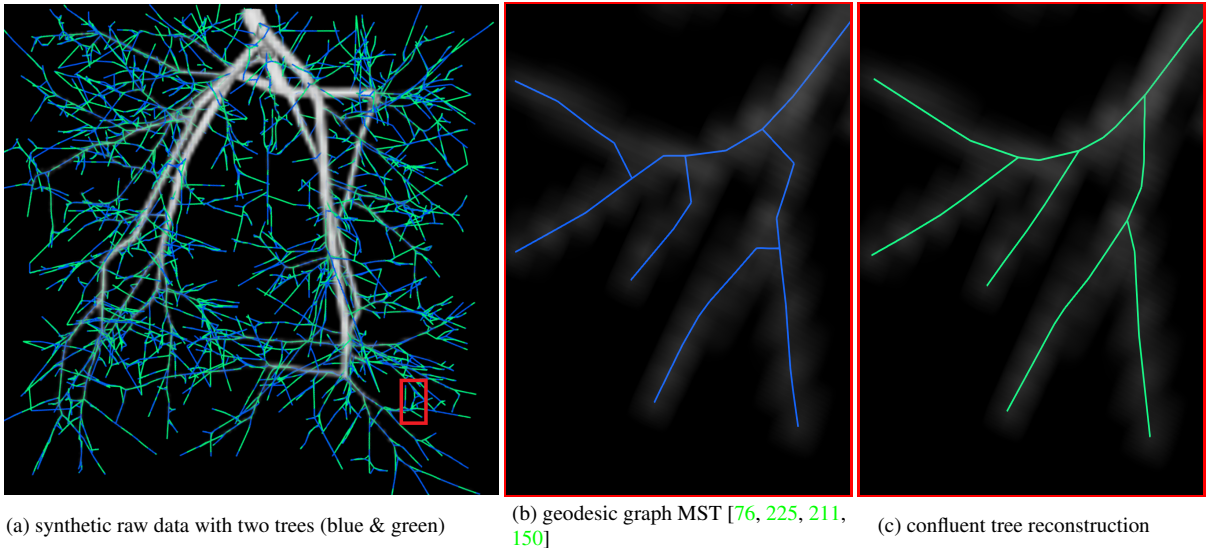 (a) synthetic raw data with two trees (blue & green)
(b) geodesic graph MST [76, 225, 211,
150]
(c) confluent tree reconstruction